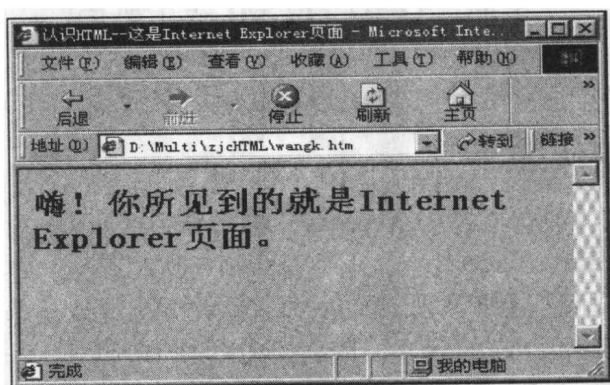 认识HTML--这是Internet Explorer页面 - Microsoft Inte...
文件(F) 编辑(E) 查看(V) 收藏(A) 工具(T) 帮助(H)
后退 前进 停止 刷新 主页 »
地址(D) D:\Multi\zjcHTML\wangk.htm 转到 链接 »
嗨！你所见到的就是Internet
Explorer页面。
完成 我的电脑